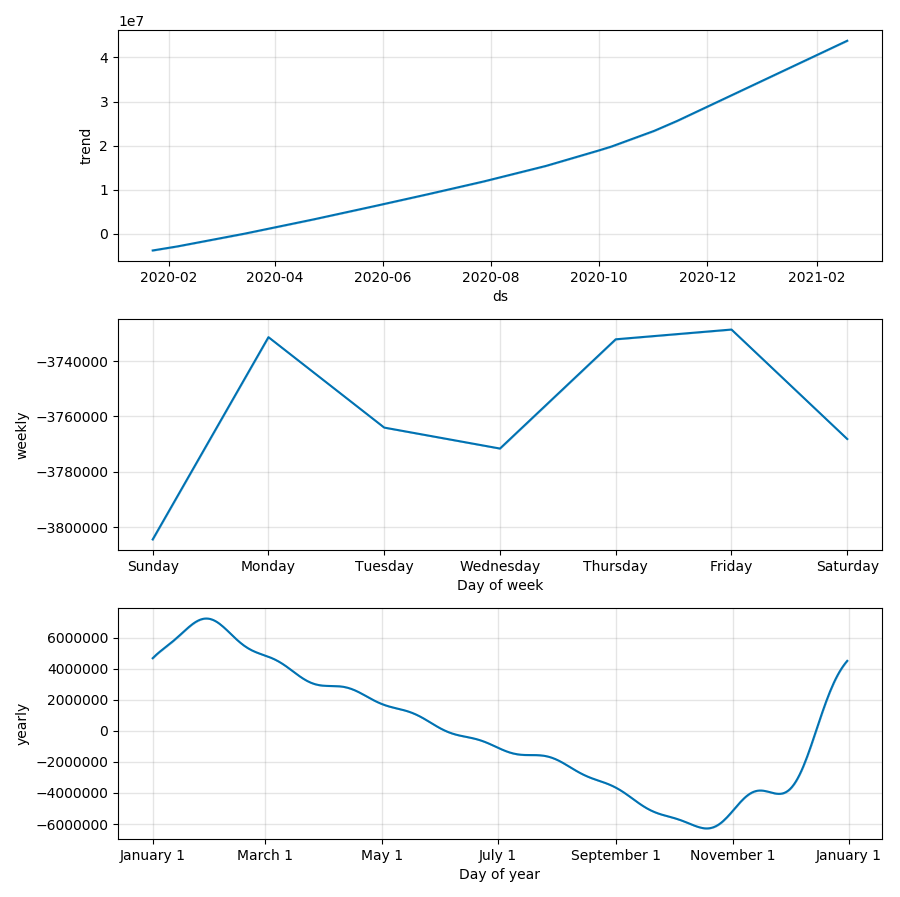 1e7
4
3
2
1
0
trend
2020-02 2020-04 2020-06 2020-08 2020-10 2020-12 2021-02
ds
−3740000
−3760000
−3780000
−3800000
weekly
Sunday Monday Tuesday Wednesday Thursday Friday Saturday
Day of week
6000000
4000000
2000000
0
−2000000
−4000000
−6000000
yearly
January 1 March 1 May 1 July 1 September 1 November 1 January 1
Day of year